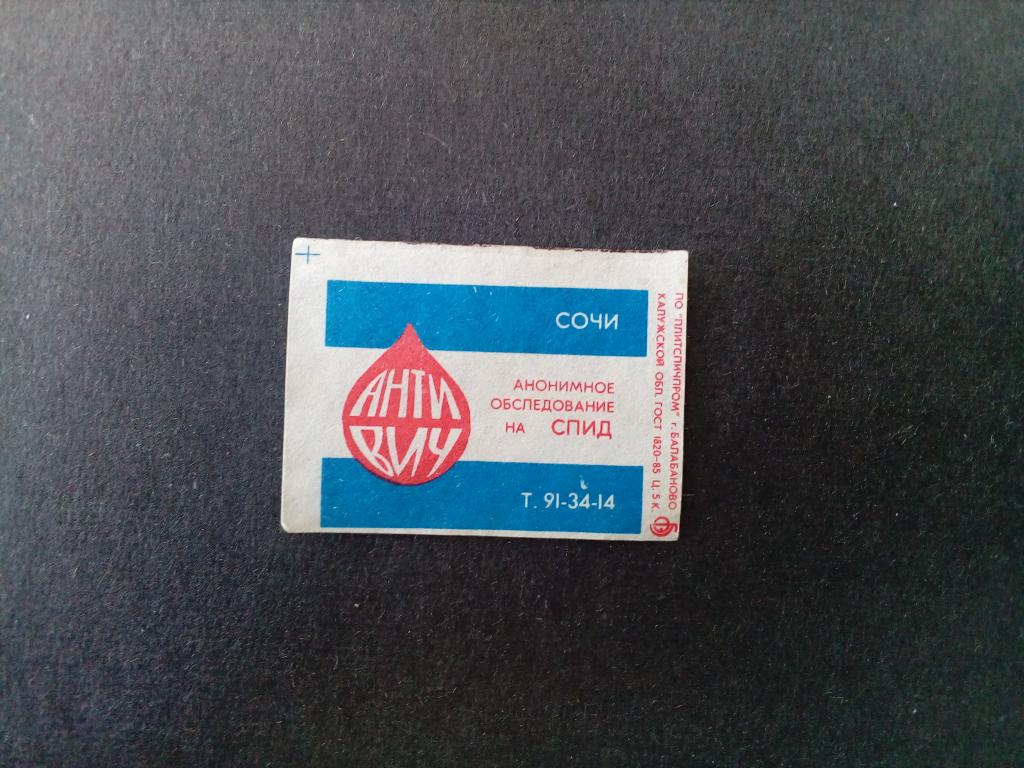 СОЧИ
АНТИ
ВИЧ
АНОНИМНОЕ
ОБСЛЕДОВАНИЕ
НА СПИД
Т. 91-34-14
ПО "ПЛИТСПИЧПРОМ" г. БАЛАБАНОВО
КАЛУЖСКОЙ ОБЛ. ГОСТ 1820-85 Ц. 5 К.